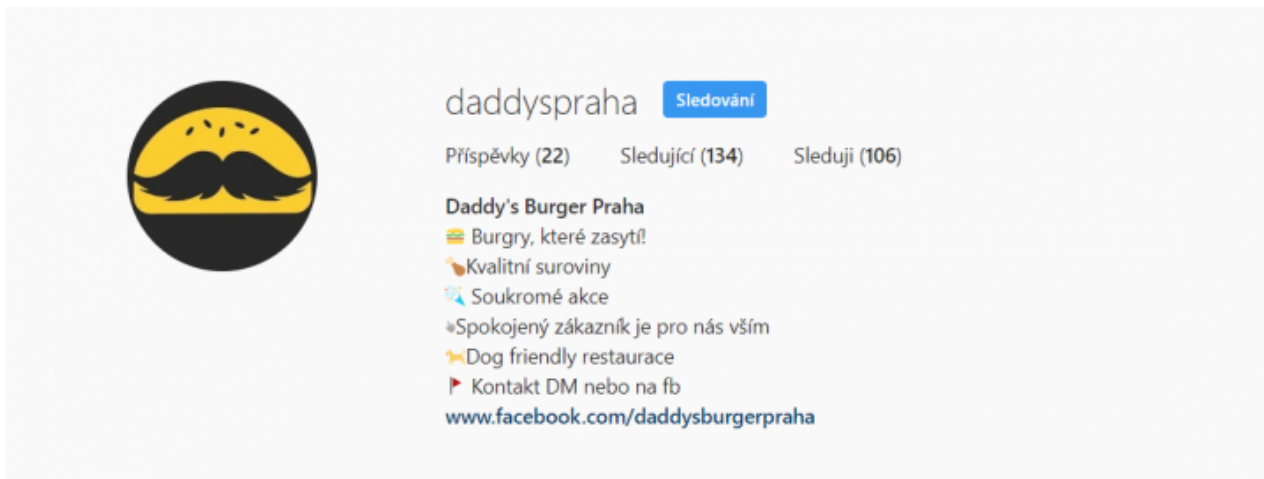 daddyspraha Sledování
Příspěvky (22) Sledující (134) Sleduji (106)
Daddy's Burger Praha
🍔 Burgry, které zasytí!
🍗Kvalitní suroviny
🎉 Soukromé akce
Spokojený zákazník je pro nás vším
🐕Dog friendly restaurace
🚩 Kontakt DM nebo na fb
www.facebook.com/daddysburgerpraha